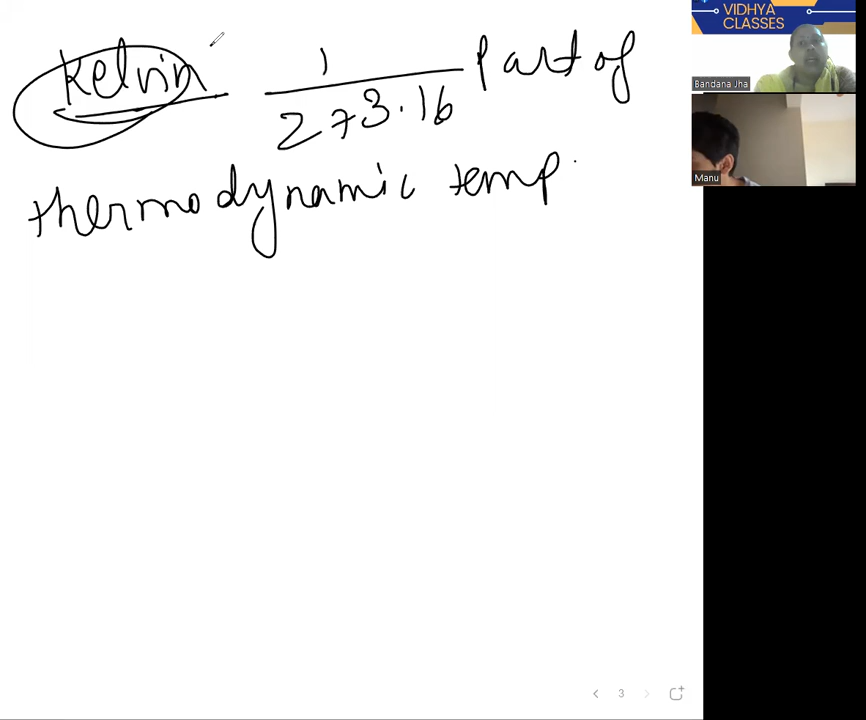 Kelvin 1/273.16 Part of
thermodynamic temp.
VIDHYA
CLASSES
Bandana Jha
Manu
3